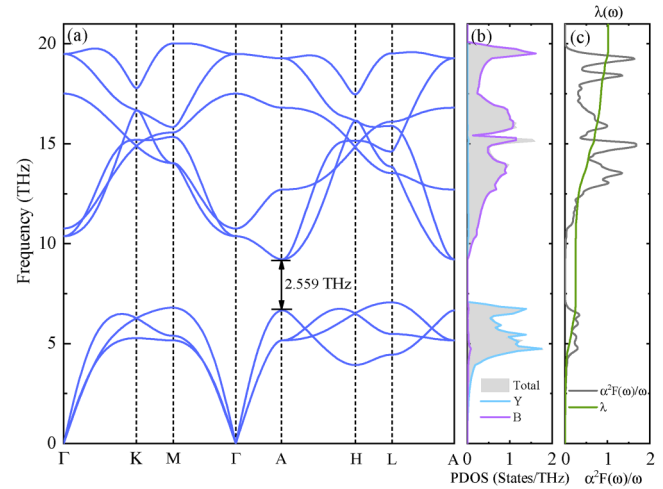 λ(ω)
(a)
(b)
(c)
20
15
10
5
0
Frequency (THz)
2.559 THz
Total
Y
B
α²F(ω)/ω
λ
Γ K M Γ A H L A
0 1 2
0 1 2
PDOS (States/THz)
α²F(ω)/ω